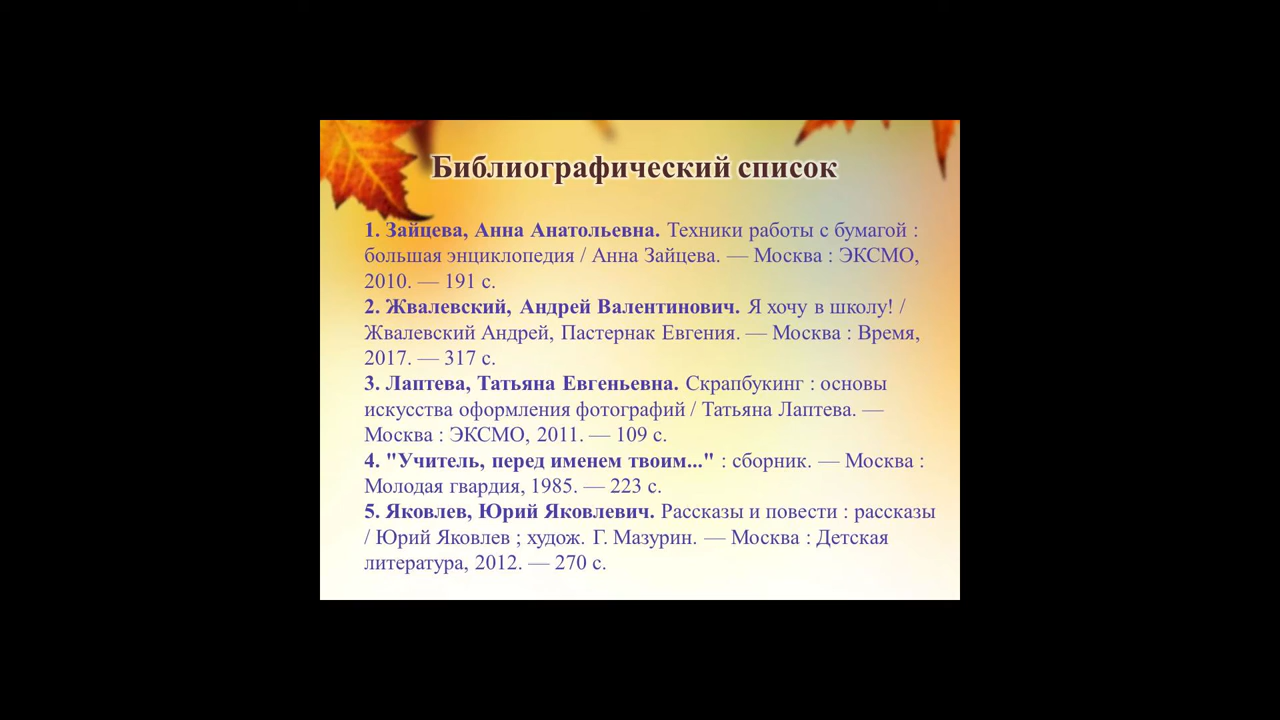 Библиографический список
1. Зайцева, Анна Анатольевна. Техники работы с бумагой :
большая энциклопедия / Анна Зайцева. — Москва : ЭКСМО,
2010. — 191 с.
2. Жвалевский, Андрей Валентинович. Я хочу в школу! /
Жвалевский Андрей, Пастернак Евгения. — Москва : Время,
2017. — 317 с.
3. Лаптева, Татьяна Евгеньевна. Скрапбукинг : основы
искусства оформления фотографий / Татьяна Лаптева. —
Москва : ЭКСМО, 2011. — 109 с.
4. "Учитель, перед именем твоим..." : сборник. — Москва :
Молодая гвардия, 1985. — 223 с.
5. Яковлев, Юрий Яковлевич. Рассказы и повести : рассказы
/ Юрий Яковлев ; худож. Г. Мазурин. — Москва : Детская
литература, 2012. — 270 с.